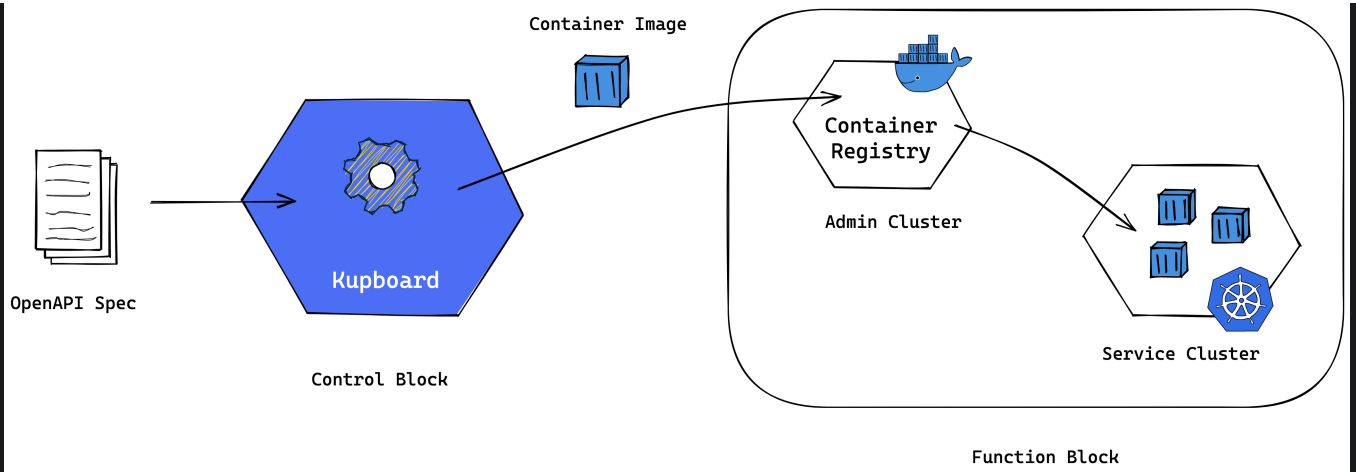 Container Image
Container
Registry
Admin Cluster
Kupboard
OpenAPI Spec
Service Cluster
Control Block
Function Block